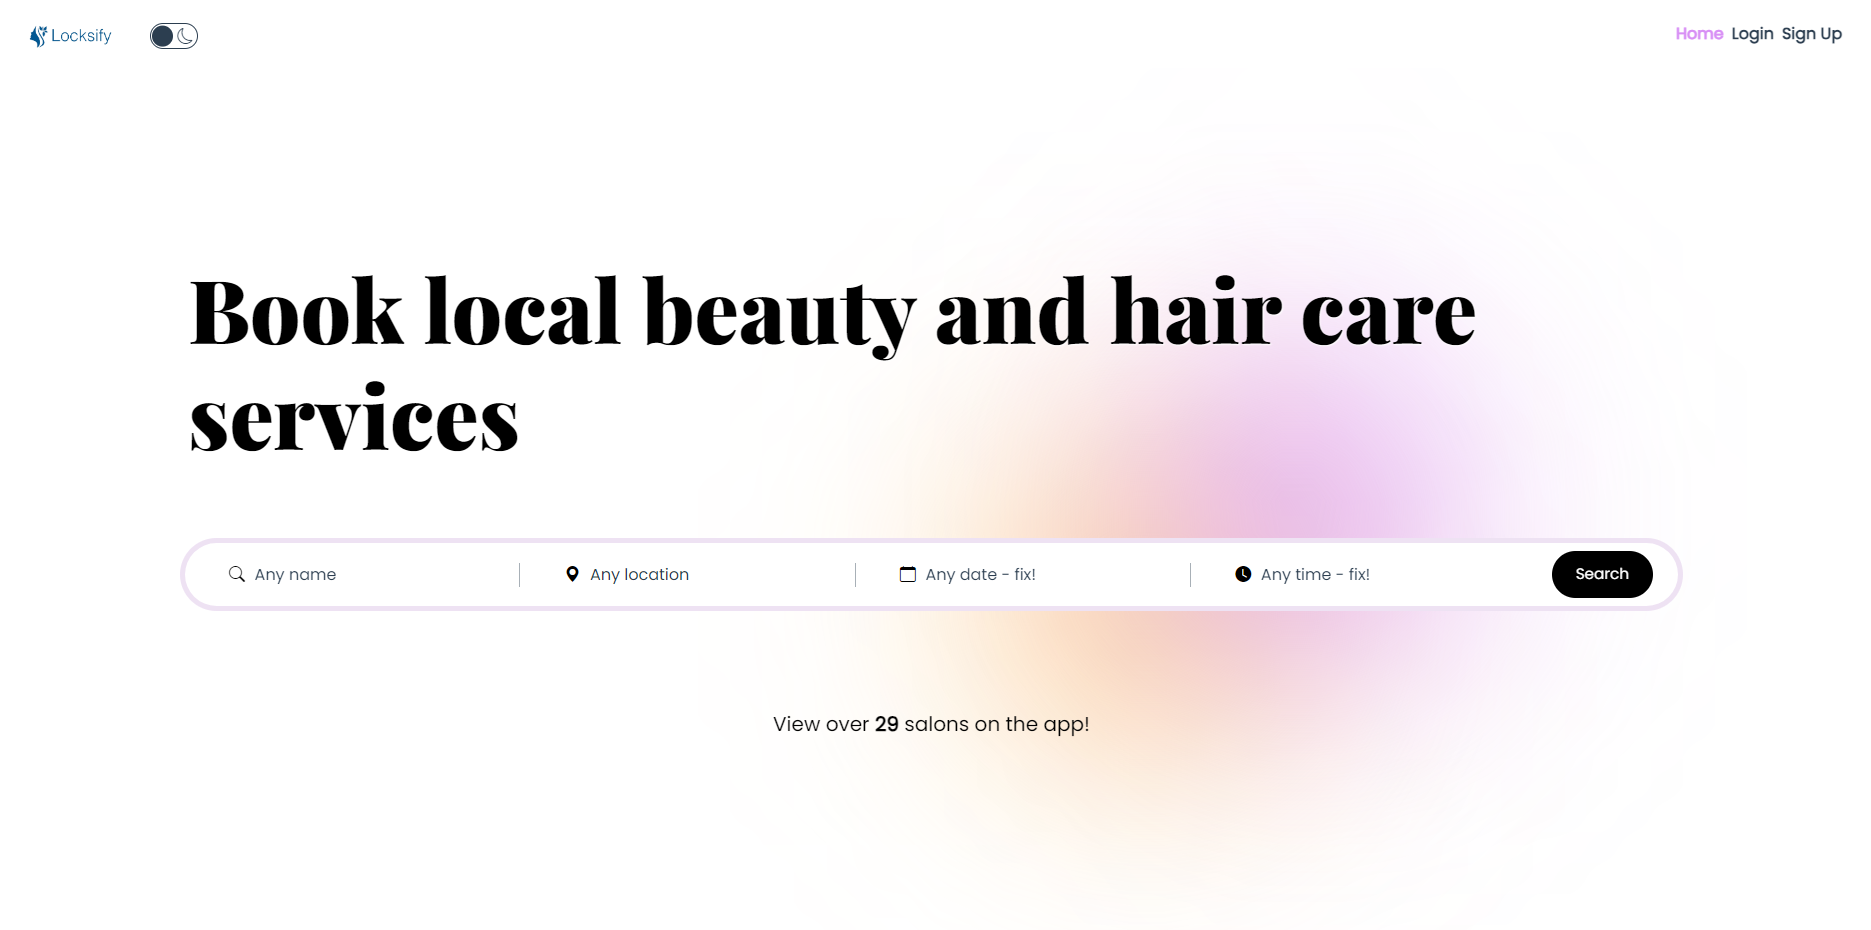 Locksify
Home Login Sign Up
Book local beauty and hair care
services
Any name
Any location
Any date - fix!
Any time - fix!
Search
View over 29 salons on the app!